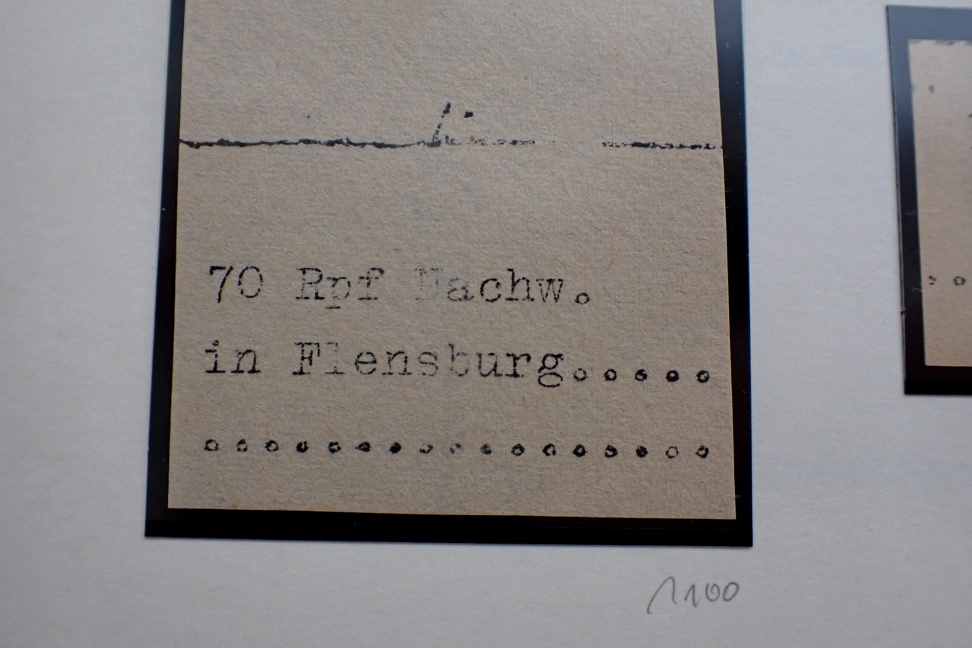 70 Rpf Nachw.
in Flensburg.....
.................
1100